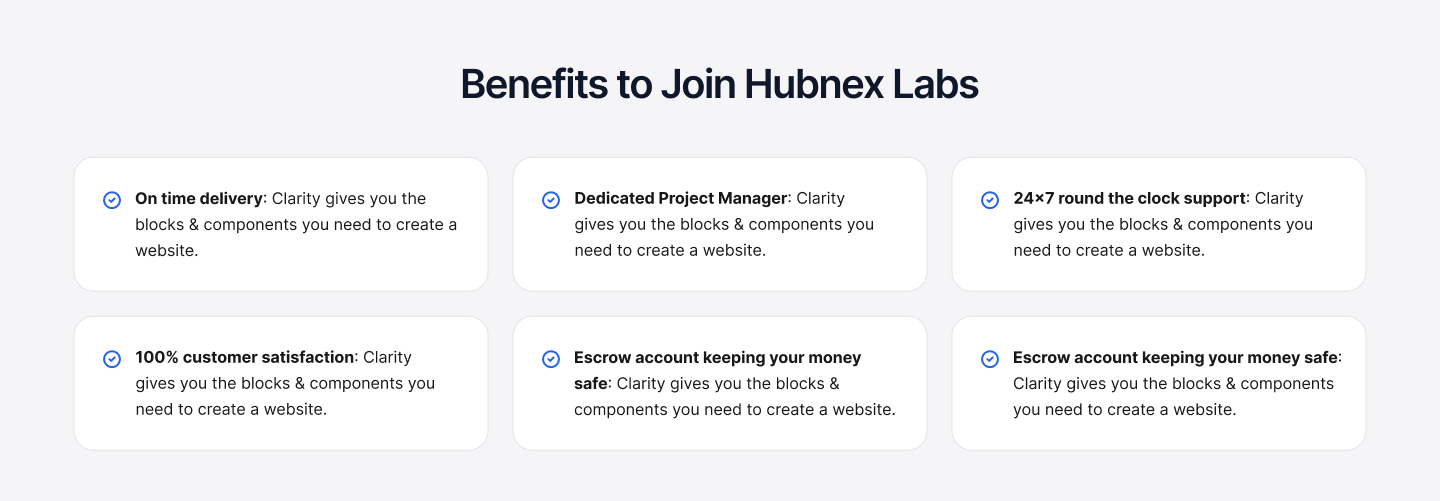 Benefits to Join Hubnex Labs
On time delivery: Clarity gives you the
blocks & components you need to create a
website.
Dedicated Project Manager: Clarity
gives you the blocks & components you
need to create a website.
24×7 round the clock support: Clarity
gives you the blocks & components you
need to create a website.
100% customer satisfaction: Clarity
gives you the blocks & components you
need to create a website.
Escrow account keeping your money
safe: Clarity gives you the blocks &
components you need to create a website.
Escrow account keeping your money safe:
Clarity gives you the blocks & components
you need to create a website.